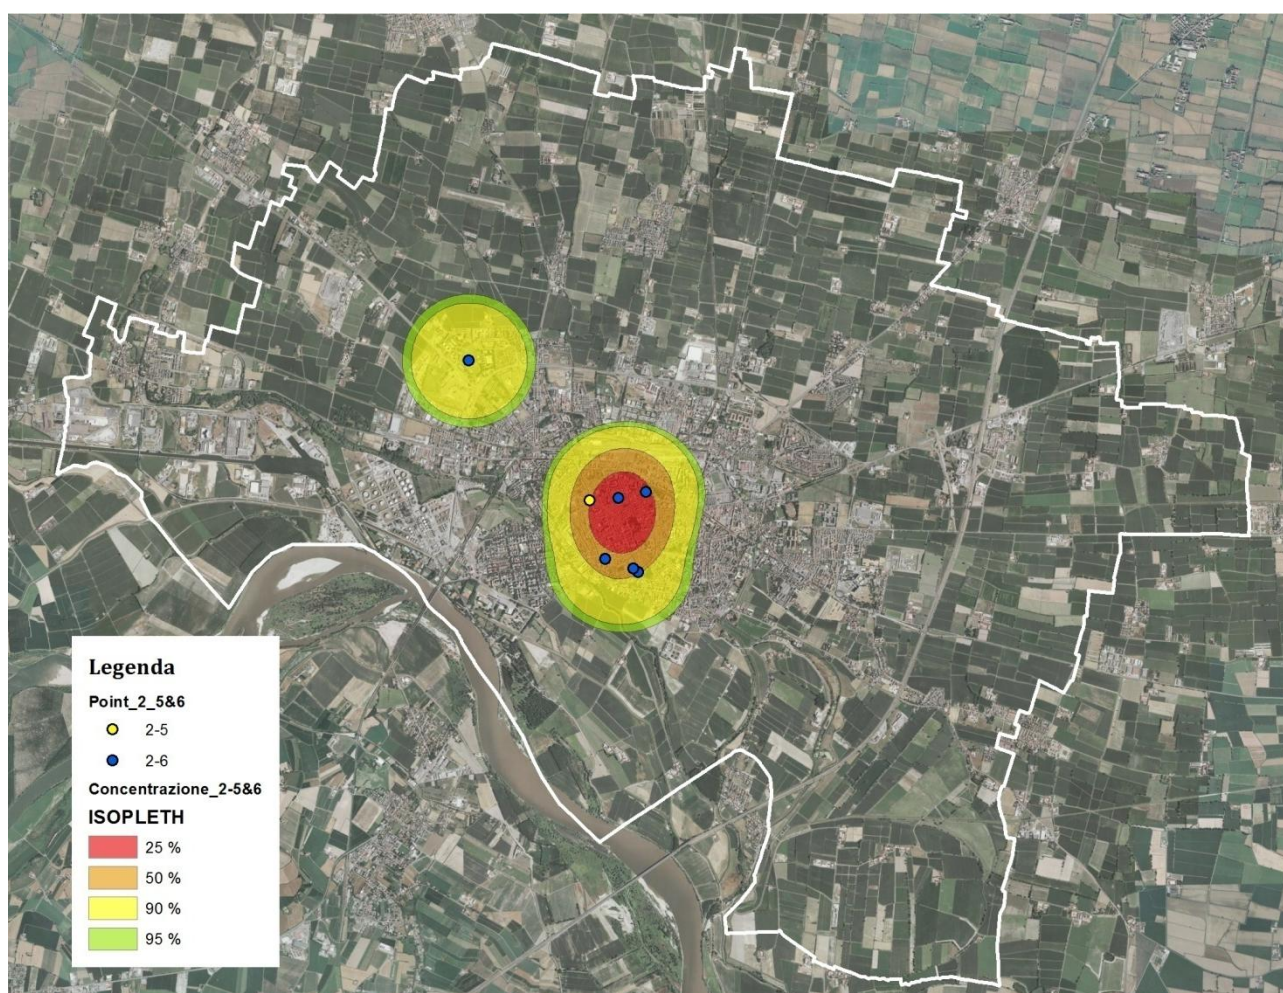 Legenda
Point_2_5&6
2-5
2-6
Concentrazione_2-5&6
ISOPLETH
25 %
50 %
90 %
95 %